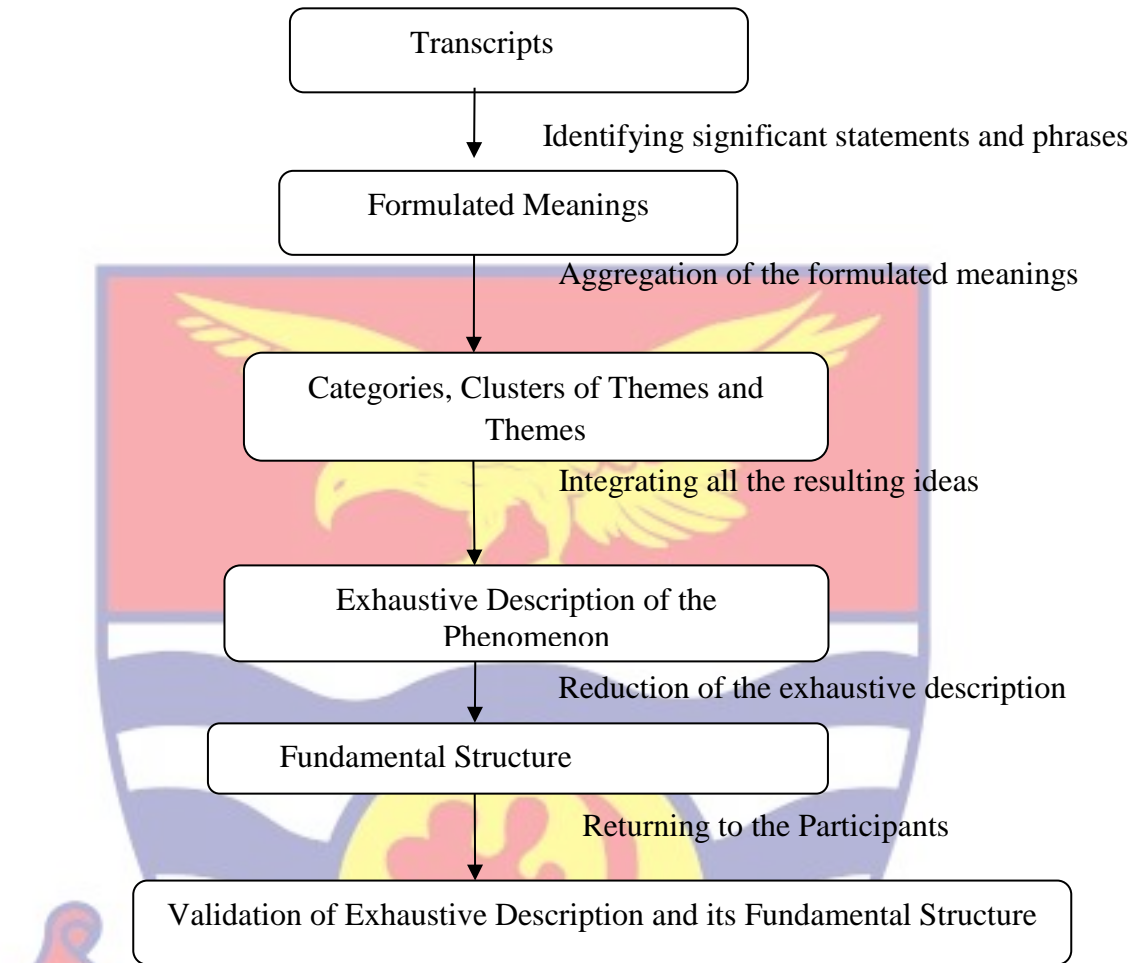 Transcripts
Identifying significant statements and phrases
Formulated Meanings
Aggregation of the formulated meanings
Categories, Clusters of Themes and
Themes
Integrating all the resulting ideas
Exhaustive Description of the
Phenomenon
Reduction of the exhaustive description
Fundamental Structure
Returning to the Participants
Validation of Exhaustive Description and its Fundamental Structure